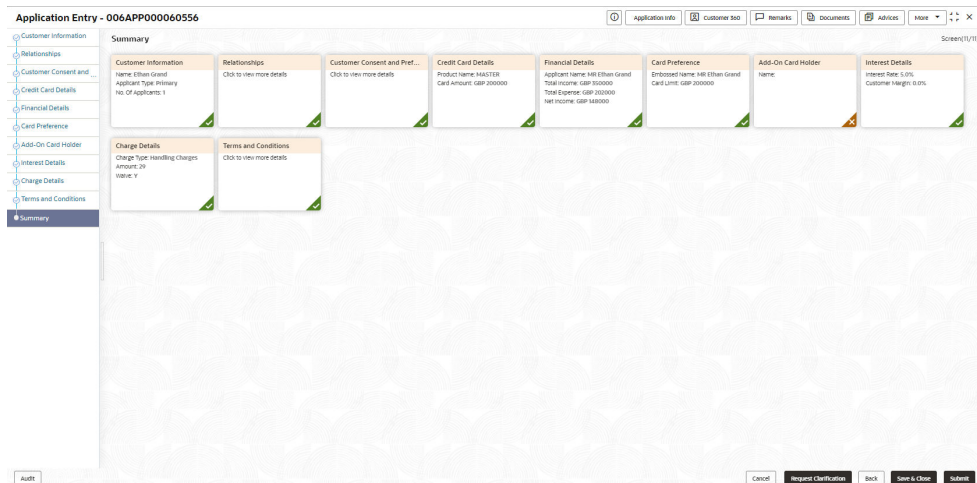 Application Entry - 006APP000060556
Application Info
Customer 360
Remarks
Documents
Advices
More
Customer Information
Relationships
Customer Consent and ...
Credit Card Details
Financial Details
Card Preference
Add-On Card Holder
Interest Details
Charge Details
Terms and Conditions
Summary
Summary
Screen(11/11)
Customer Information
Name: Ethan Grand
Applicant Type: Primary
No. Of Applicants: 1
Relationships
Click to view more details
Customer Consent and Pref...
Click to view more details
Credit Card Details
Product Name: MASTER
Card Amount: GBP 200000
Financial Details
Applicant Name: MR Ethan Grand
Total Income: GBP 350000
Total Expense: GBP 202000
Net Income: GBP 148000
Card Preference
Embossed Name: MR Ethan Grand
Card Limit: GBP 200000
Add-On Card Holder
Name:
Interest Details
Interest Rate: 5.0%
Customer Margin: 0.0%
Charge Details
Charge Type: Handling Charges
Amount: 29
Waive: Y
Terms and Conditions
Click to view more details
Audit
Cancel
Request Clarification
Back
Save & Close
Submit